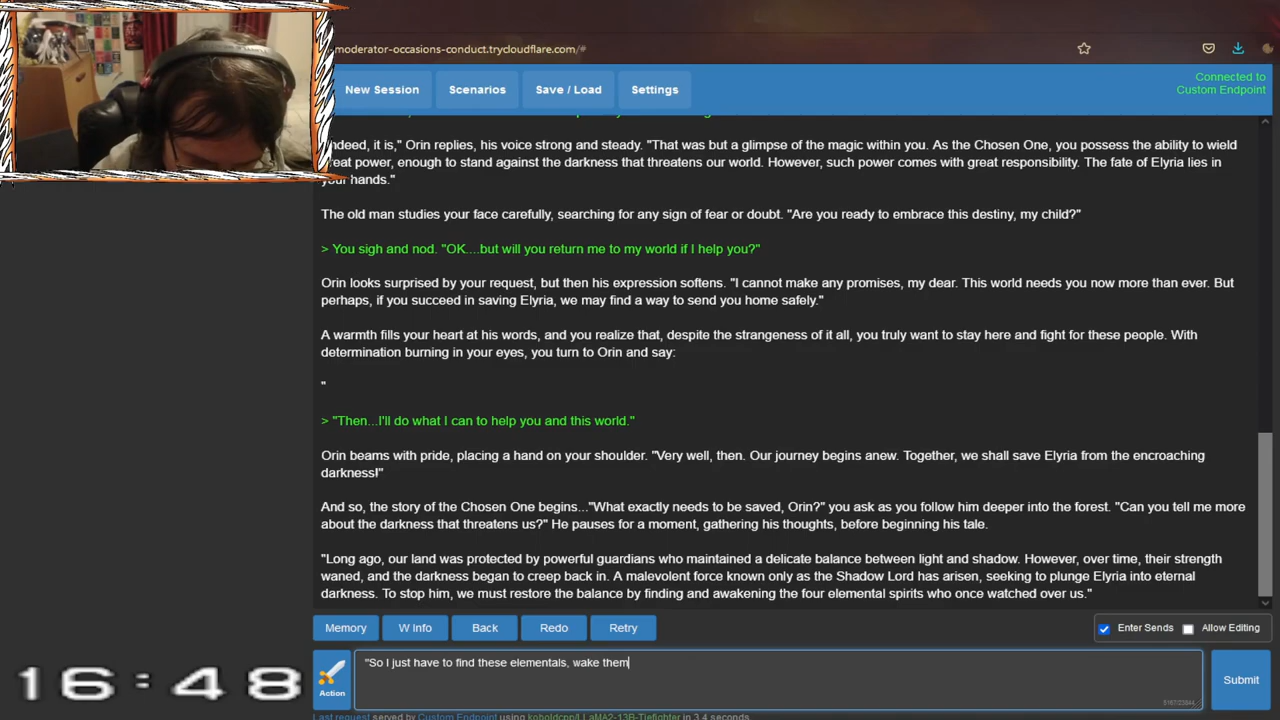 moderator-occasions-conduct.trycloudflare.com/#
New Session Scenarios Save / Load Settings
Connected to
Custom Endpoint
ndeed, it is," Orin replies, his voice strong and steady. "That was but a glimpse of the magic within you. As the Chosen One, you possess the ability to wield
reat power, enough to stand against the darkness that threatens our world. However, such power comes with great responsibility. The fate of Elyria lies in
your hands."
The old man studies your face carefully, searching for any sign of fear or doubt. "Are you ready to embrace this destiny, my child?"
> You sigh and nod. "OK....but will you return me to my world if I help you?"
Orin looks surprised by your request, but then his expression softens. "I cannot make any promises, my dear. This world needs you now more than ever. But
perhaps, if you succeed in saving Elyria, we may find a way to send you home safely."
A warmth fills your heart at his words, and you realize that, despite the strangeness of it all, you truly want to stay here and fight for these people. With
determination burning in your eyes, you turn to Orin and say:
"
> "Then...I'll do what I can to help you and this world."
Orin beams with pride, placing a hand on your shoulder. "Very well, then. Our journey begins anew. Together, we shall save Elyria from the encroaching
darkness!"
And so, the story of the Chosen One begins..."What exactly needs to be saved, Orin?" you ask as you follow him deeper into the forest. "Can you tell me more
about the darkness that threatens us?" He pauses for a moment, gathering his thoughts, before beginning his tale.
"Long ago, our land was protected by powerful guardians who maintained a delicate balance between light and shadow. However, over time, their strength
waned, and the darkness began to creep back in. A malevolent force known only as the Shadow Lord has arisen, seeking to plunge Elyria into eternal
darkness. To stop him, we must restore the balance by finding and awakening the four elemental spirits who once watched over us."
Memory W Info Back Redo Retry Enter Sends Allow Editing
"So I just have to find these elementals, wake them
Action Submit
16:48
Last request served by Custom Endpoint using koboldcpp/LLaMA2-13B-Tiefighter in 3.4 seconds.